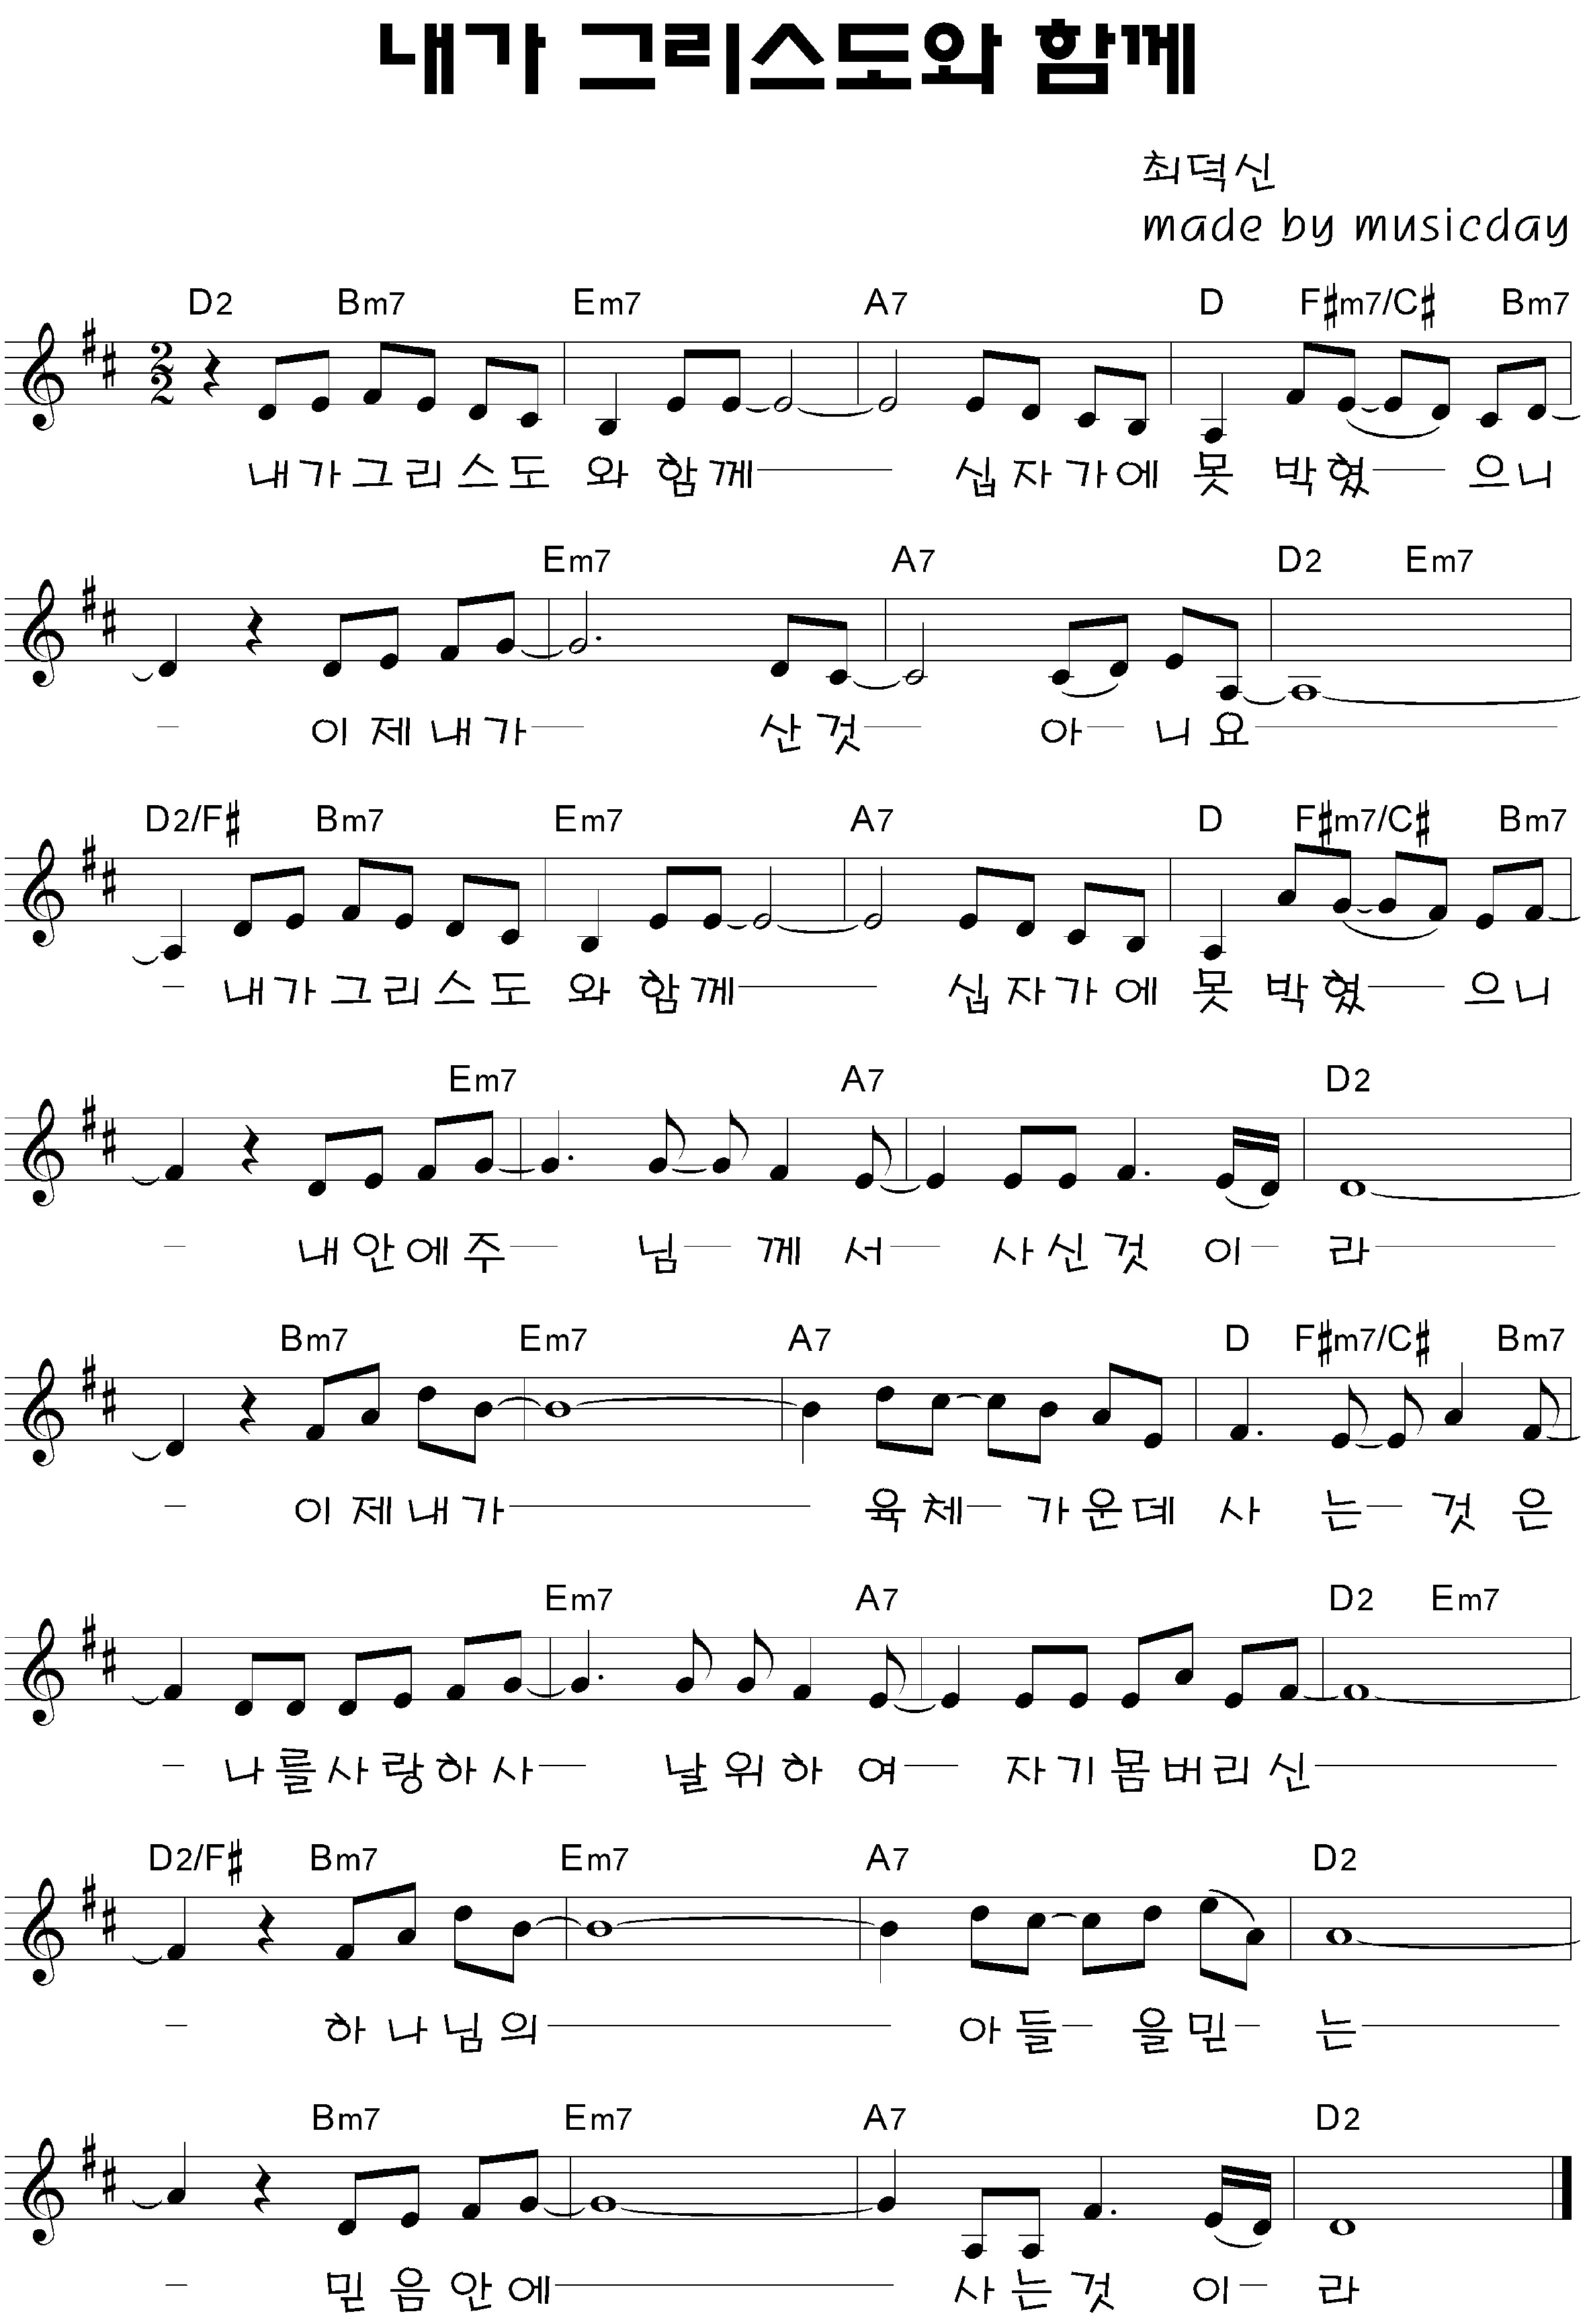 내가 그리스도와 함께
최덕신
made by musicday
D2 Bm7 Em7 A7 D F#m7/C# Bm7
내가그리스도 와 함께 십자가에 못 박혔 으니
Em7 A7 D2 Em7
이제내가 산것 아 니요
D2/F# Bm7 Em7 A7 D F#m7/C# Bm7
내가그리스도 와 함께 십자가에 못 박혔 으니
Em7 A7 D2
내안에주 님 께 서 사신것 이 라
Bm7 Em7 A7 D F#m7/C# Bm7
이제내가 육체 가운데 사 는 것 은
Em7 A7 D2 Em7
나를사랑하사 날위하 여 자기몸버리신
D2/F# Bm7 Em7 A7 D2
하나님의 아들 을믿 는
Bm7 Em7 A7 D2
믿음안에 사는것 이 라